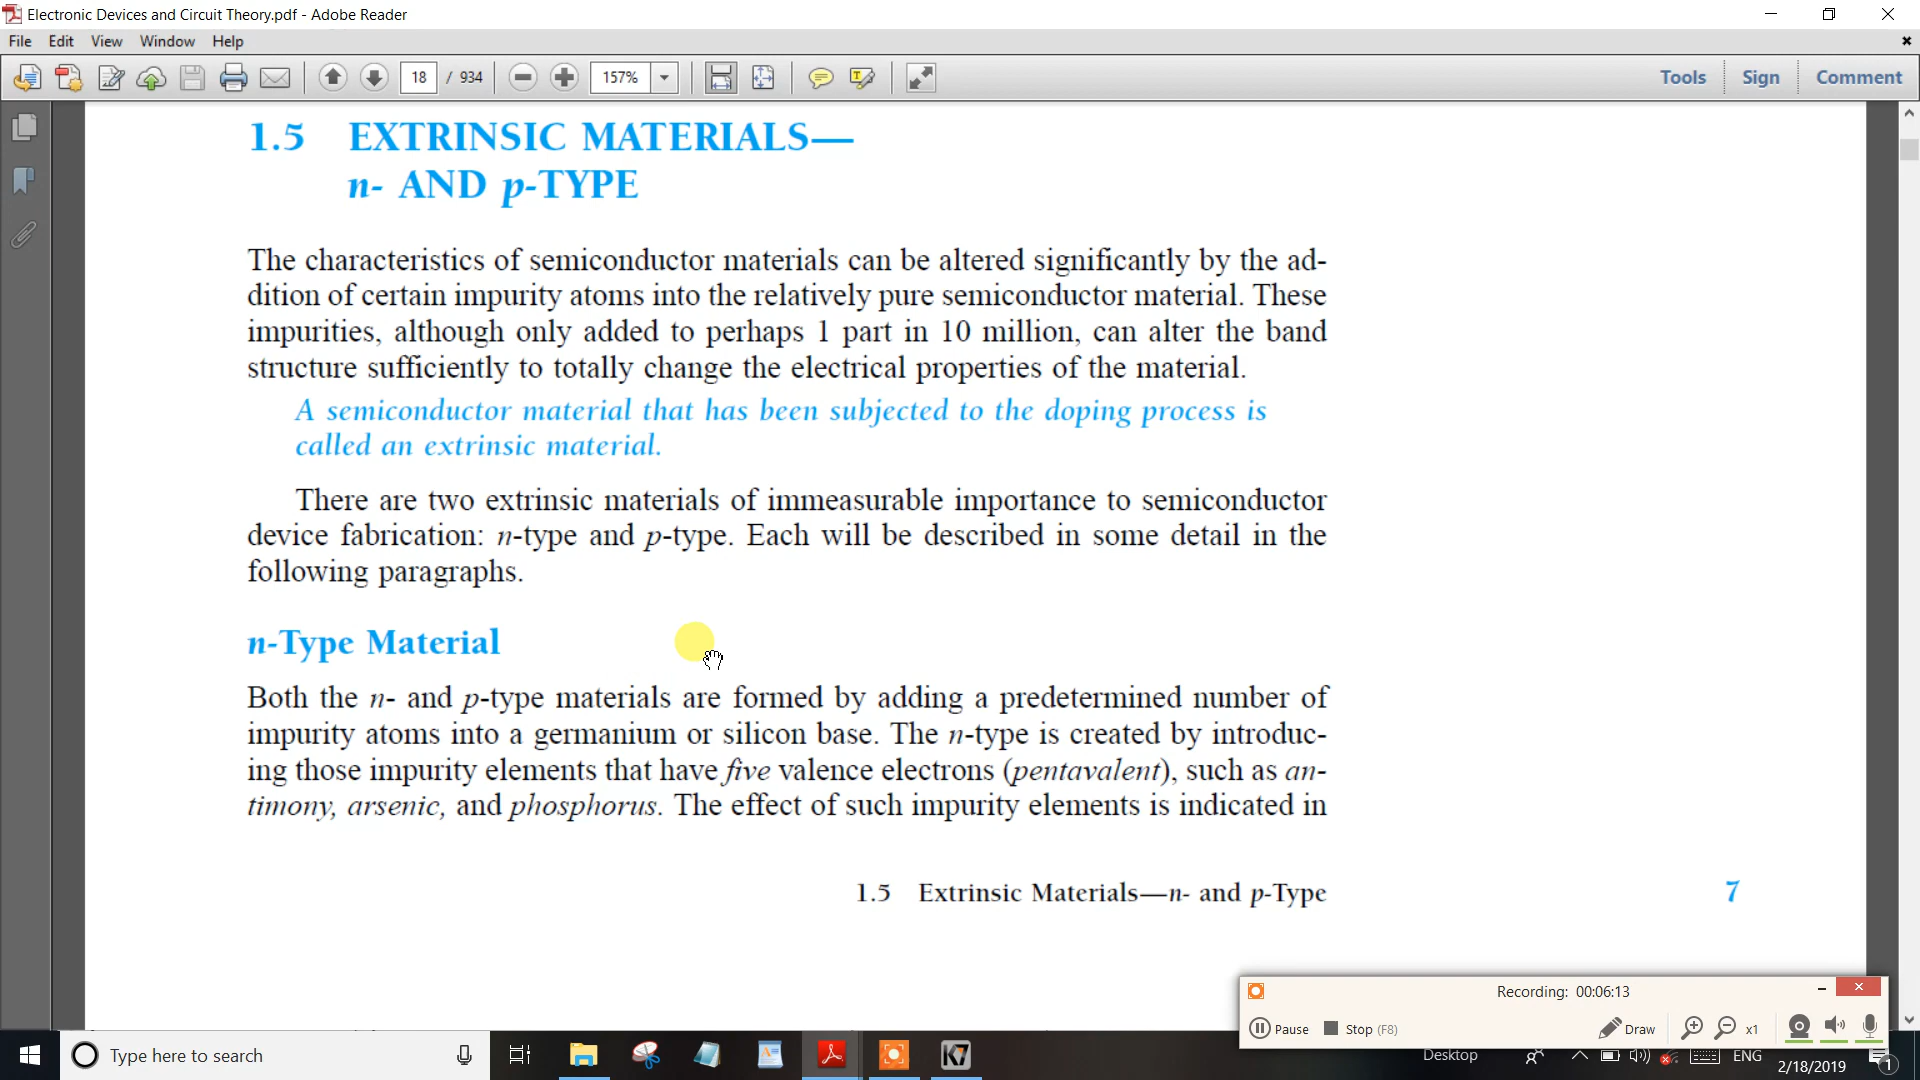 Electronic Devices and Circuit Theory.pdf - Adobe Reader
File Edit View Window Help
18 / 934 157% Tools Sign Comment
1.5 EXTRINSIC MATERIALS—
n- AND p-TYPE
The characteristics of semiconductor materials can be altered significantly by the ad-
dition of certain impurity atoms into the relatively pure semiconductor material. These
impurities, although only added to perhaps 1 part in 10 million, can alter the band
structure sufficiently to totally change the electrical properties of the material.
A semiconductor material that has been subjected to the doping process is
called an extrinsic material.
There are two extrinsic materials of immeasurable importance to semiconductor
device fabrication: n-type and p-type. Each will be described in some detail in the
following paragraphs.
n-Type Material
Both the n- and p-type materials are formed by adding a predetermined number of
impurity atoms into a germanium or silicon base. The n-type is created by introduc-
ing those impurity elements that have five valence electrons (pentavalent), such as an-
timony, arsenic, and phosphorus. The effect of such impurity elements is indicated in
1.5 Extrinsic Materials—n- and p-Type 7
Recording: 00:06:13
Pause Stop (F8) Draw x1
Type here to search K7 Desktop ENG
2/18/2019 1